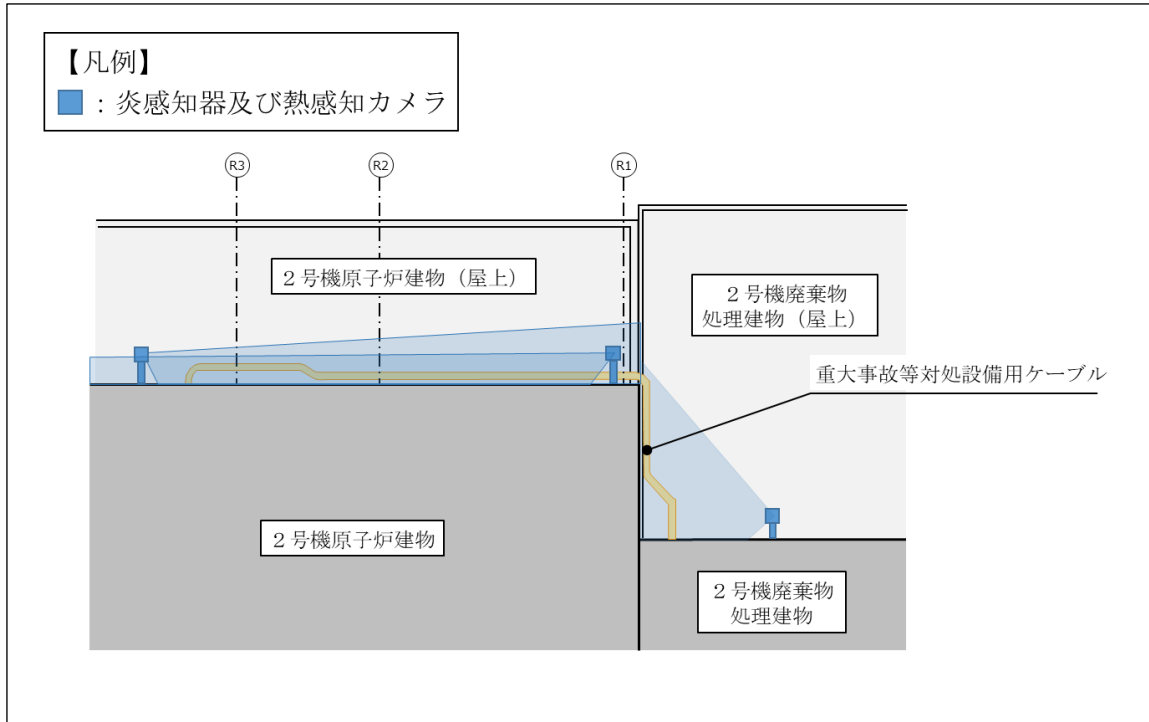 【凡例】
：炎感知器及び熱感知カメラ
R3
R2
R1
２号機原子炉建物（屋上）
２号機廃棄物
処理建物（屋上）
重大事故等対処設備用ケーブル
２号機原子炉建物
２号機廃棄物
処理建物